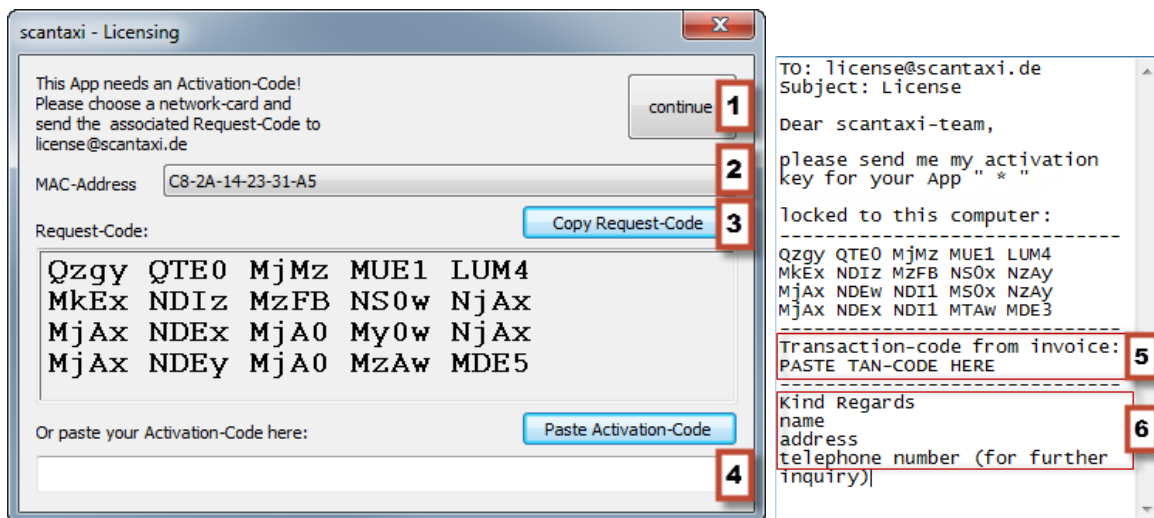 scantaxi - Licensing
X
This App needs an Activation-Code!
Please choose a network-card and
send the associated Request-Code to
license@scantaxi.de
continue
1
MAC-Address
C8-2A-14-23-31-A5
2
Copy Request-Code
3
Request-Code:
Qzgy QTE0 MjMz MUE1 LUM4
MkEx NDIz MzFB NS0w NjAx
MjAx NDEx MjA0 My0w NjAx
MjAx NDEy MjA0 MzAw MDE5
Or paste your Activation-Code here:
Paste Activation-Code
4
TO: license@scantaxi.de
Subject: License
Dear scantaxi-team,
please send me my activation
key for your App " * "
locked to this computer:
------------------------------
Qzgy QTE0 MjMz MUE1 LUM4
MkEx NDIz MzFB NS0x NzAy
MjAx NDEw NDI1 MS0x NzAy
MjAx NDEx NDI1 MTAw MDE3
------------------------------
Transaction-code from invoice:
PASTE TAN-CODE HERE
5
------------------------------
Kind Regards
name
address
6
telephone number (for further
inquiry)